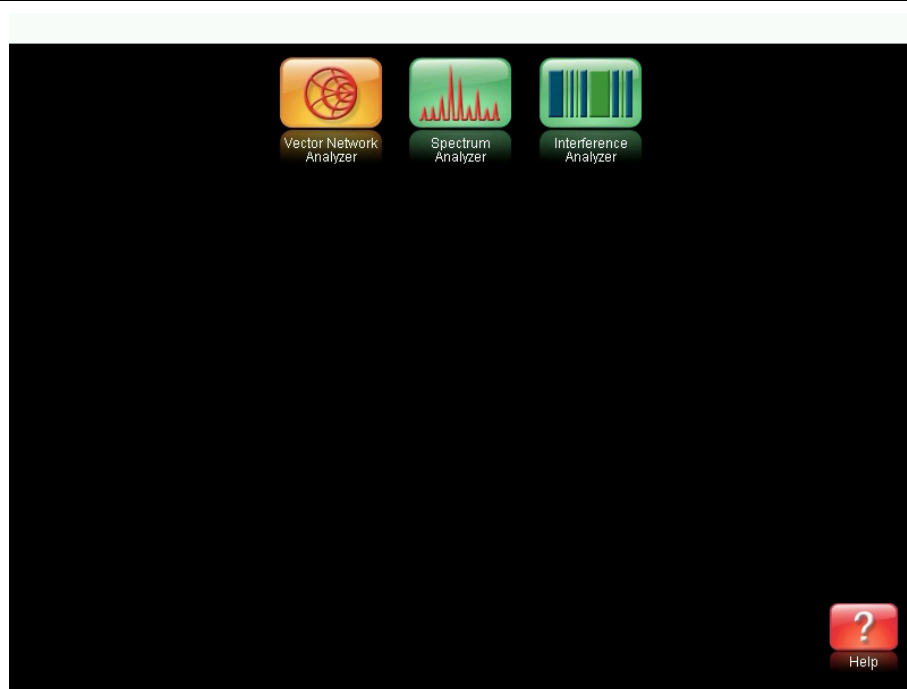 Vector Network
Analyzer
Spectrum
Analyzer
Interference
Analyzer
?
Help